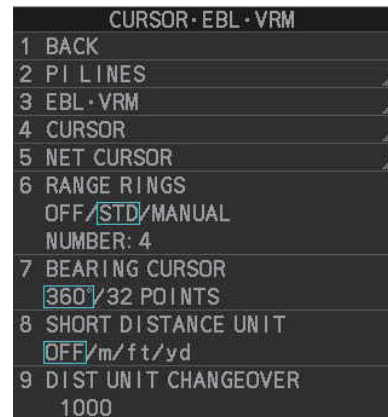 CURSOR·EBL·VRM
1 BACK
2 PI LINES
3 EBL·VRM
4 CURSOR
5 NET CURSOR
6 RANGE RINGS
OFF/STD/MANUAL
NUMBER: 4
7 BEARING CURSOR
360°/32 POINTS
8 SHORT DISTANCE UNIT
OFF/m/ft/yd
9 DIST UNIT CHANGEOVER
1000